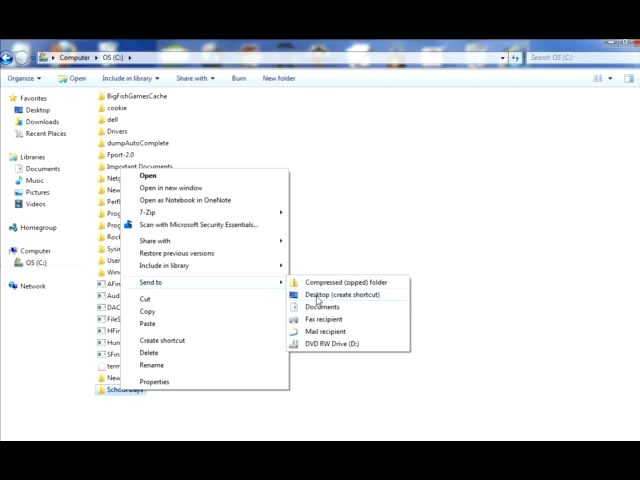 Computer ▸ OS (C:) ▸
Search OS (C:)
Organize ▾ Open Include in library ▾ Share with ▾ Burn New folder
Favorites
Desktop
Downloads
Recent Places
Libraries
Documents
Music
Pictures
Videos
Homegroup
Computer
OS (C:)
Network
BigFishGamesCache
cookie
dell
Drivers
dumpAutoComplete
Fport-2.0
Important Documents
Open
Open in new window
Open as Notebook in OneNote
7-Zip
Scan with Microsoft Security Essentials...
Share with
Restore previous versions
Include in library
Send to
Cut
Copy
Paste
Create shortcut
Delete
Rename
Properties
Compressed (zipped) folder
Desktop (create shortcut)
Documents
Fax recipient
Mail recipient
DVD RW Drive (D:)